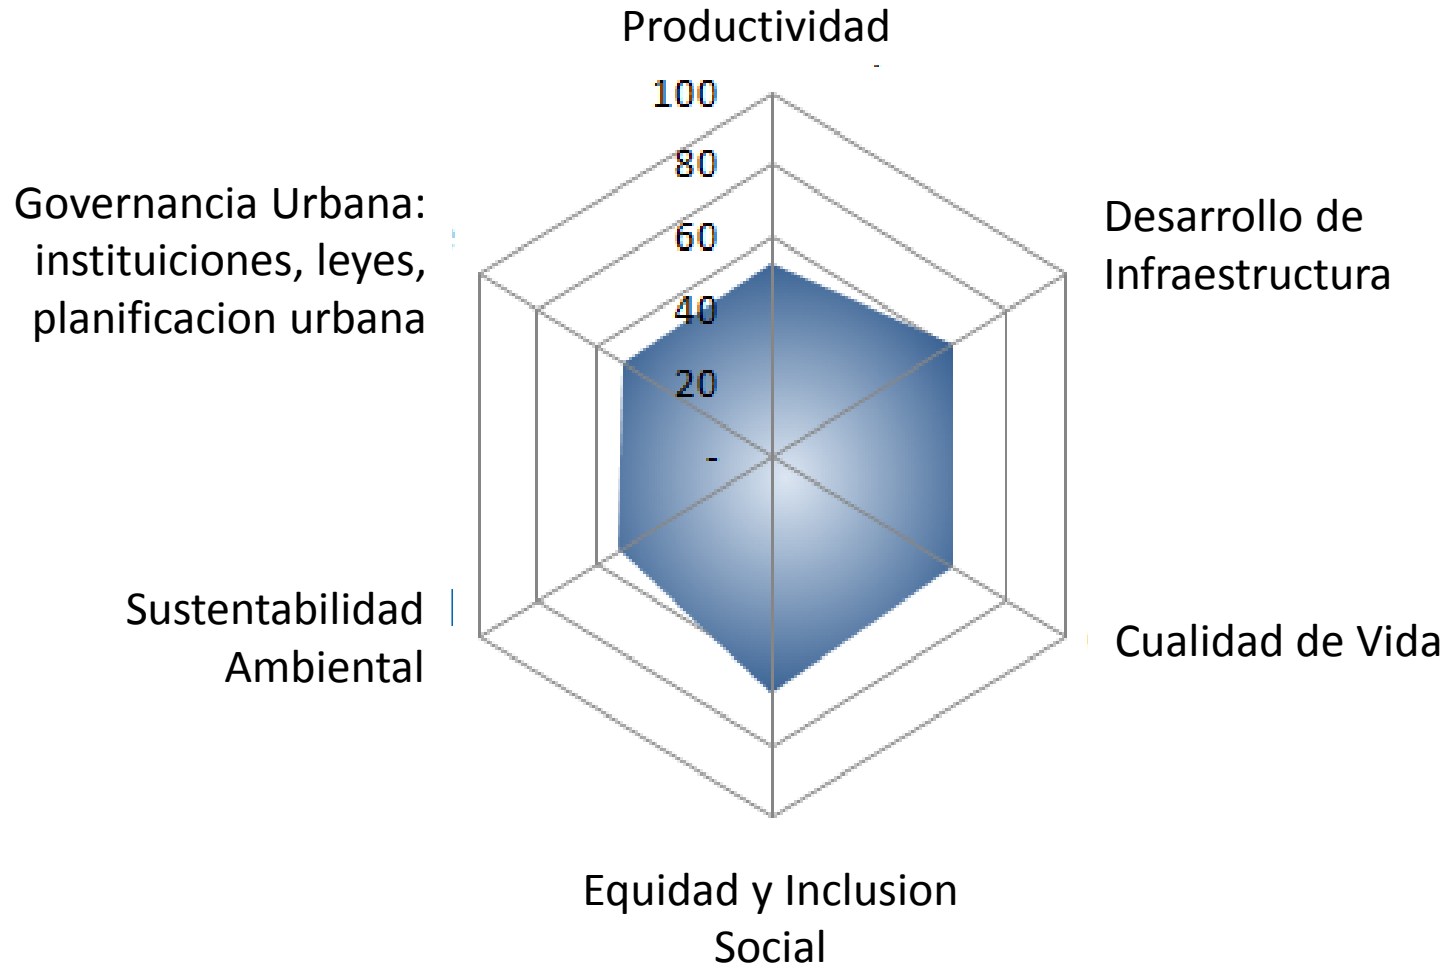 Productividad
100
80
60
40
20
-
Governancia Urbana:
instituiciones, leyes,
planificacion urbana
Desarrollo de
Infraestructura
Sustentabilidad
Ambiental
Cualidad de Vida
Equidad y Inclusion
Social